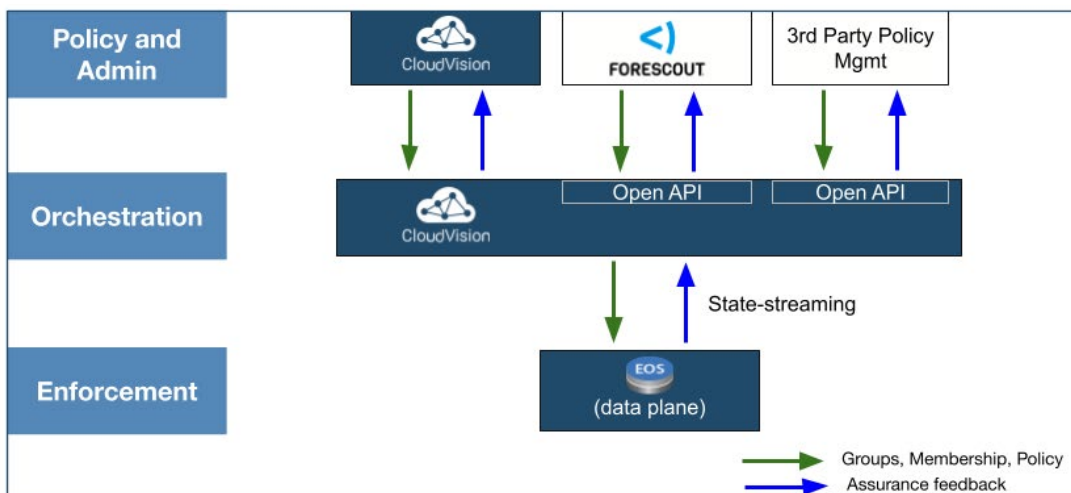 Policy and
Admin
CloudVision
FORESCOUT
3rd Party Policy
Mgmt
Orchestration
CloudVision
Open API
Open API
State-streaming
Enforcement
EOS
(data plane)
Groups, Membership, Policy
Assurance feedback